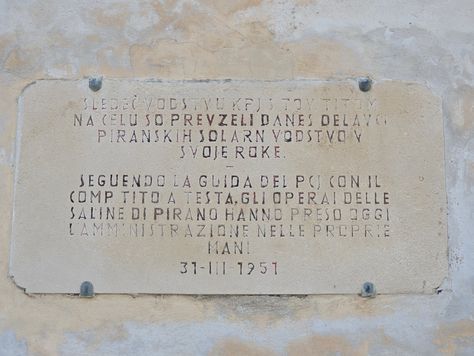 SLEDEČ VODSTVU KPJ S TOV. TITOM
NA ČELU SO PREVZELI DANES DELAVCI
PIRANSKIH SOLARN VODSTVO V
SVOJE ROKE.
SEGUENDO LA GUIDA DEL PCJ CON IL
COMP TITO A TESTA, GLI OPERAI DELLE
SALINE DI PIRANO HANNO PRESO OGGI
L'AMMINISTRAZIONE NELLE PROPRIE
MANI.
31-III-1951